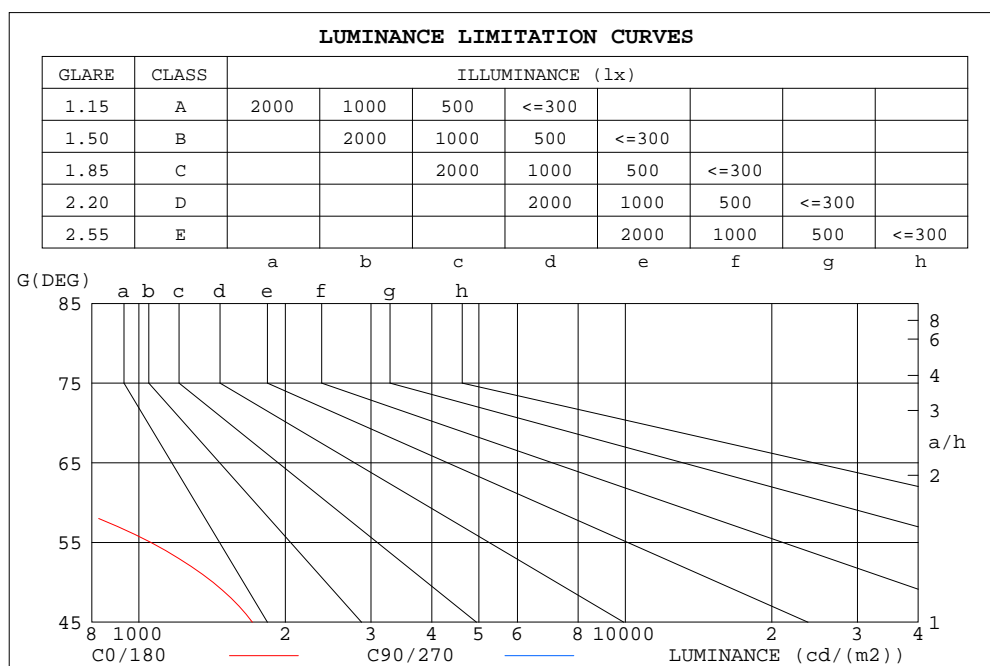 LUMINANCE LIMITATION CURVES
GLARE CLASS ILLUMINANCE (lx)
1.15 A 2000 1000 500 <=300
1.50 B 2000 1000 500 <=300
1.85 C 2000 1000 500 <=300
2.20 D 2000 1000 500 <=300
2.55 E 2000 1000 500 <=300
a b c d e f g h
G(DEG)
a b c d e f g h
85
8
6
75
4
3
a/h
65
2
55
45 1
8 1000 2 3 4 5 6 8 10000 2 3 4
C0/180 C90/270 LUMINANCE (cd/(m2))